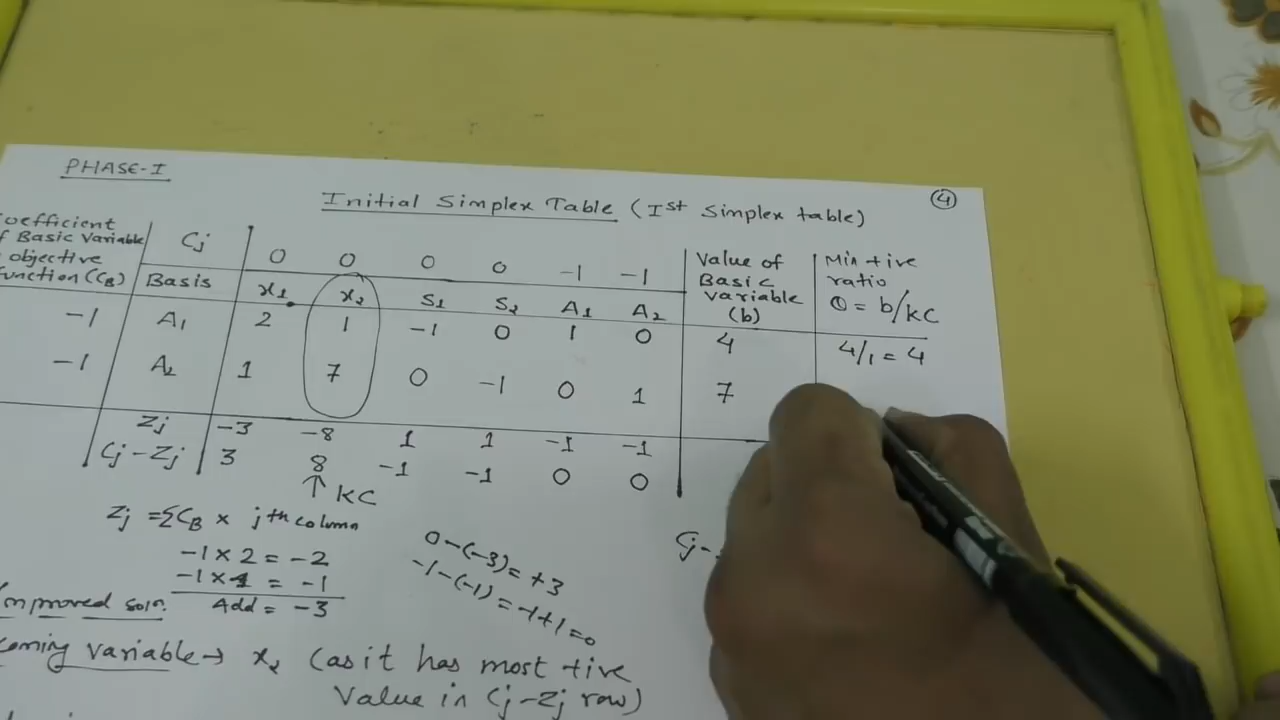 PHASE-I
Initial Simplex Table (Ist Simplex table)
4
oefficient
f Basic Variable
objective
function (CB)
Cj
Basis
0 0 0 0 -1 -1
x1 x2 S1 S2 A1 A2
Value of
Basic
variable
(b)
Min +ive
ratio
θ = b/KC
-1 A1 2 1 -1 0 1 0 4 4/1 = 4
-1 A2 1 7 0 -1 0 1 7
Zj -3 -8 1 1 -1 -1
Cj-Zj 3 8 -1 -1 0 0
↑ KC
Zj = ΣCB × jth column
-1 × 2 = -2
-1 × 1 = -1
Add = -3
0-(-3) = +3
-1-(-1) = -1+1=0
Cj-
mproved soln.
coming variable → x2 (as it has most +ive
Value in Cj-Zj row)